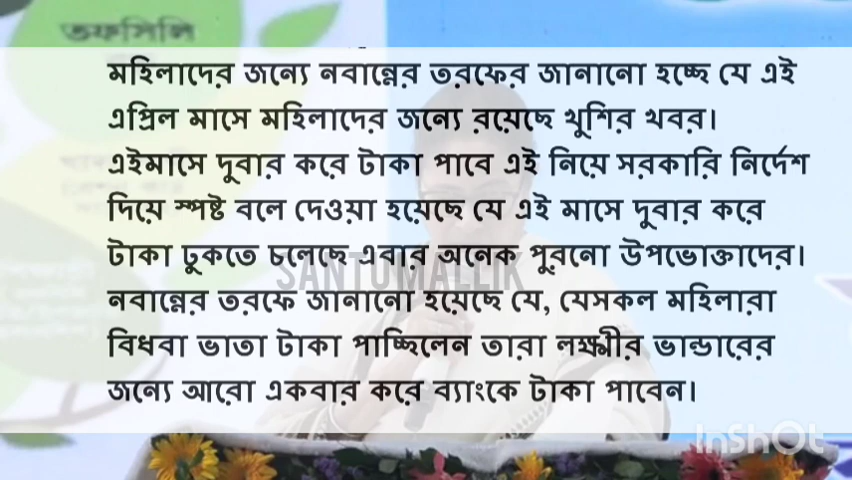 তফসিলি
মহিলাদের জন্যে নবান্নের তরফের জানানো হচ্ছে যে এই
এপ্রিল মাসে মহিলাদের জন্যে রয়েছে খুশির খবর।
এইমাসে দুবার করে টাকা পাবে এই নিয়ে সরকারি নির্দেশ
দিয়ে স্পষ্ট বলে দেওয়া হয়েছে যে এই মাসে দুবার করে
টাকা ঢুকতে চলেছে এবার অনেক পুরনো উপভোক্তাদের।
SANTUMALLIK
নবান্নের তরফে জানানো হয়েছে যে, যেসকল মহিলারা
বিধবা ভাতা টাকা পাচ্ছিলেন তারা লক্ষ্মীর ভান্ডারের
জন্যে আরো একবার করে ব্যাংকে টাকা পাবেন।
InShOt